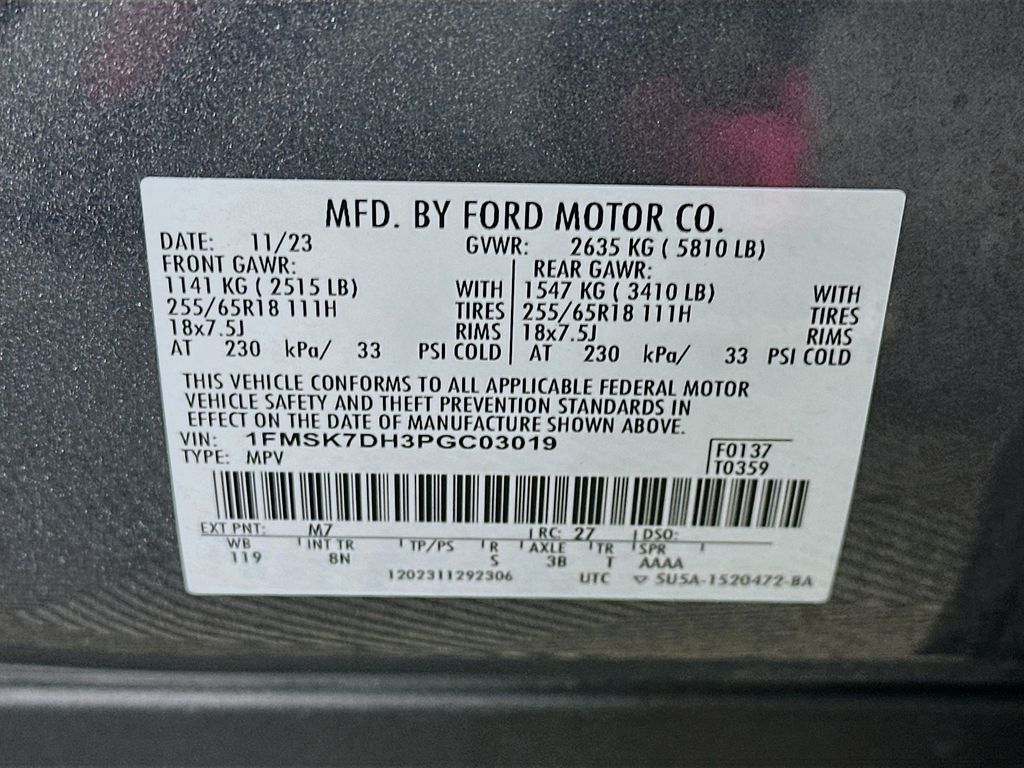 MFD. BY FORD MOTOR CO.
DATE: 11/23 GVWR: 2635 KG ( 5810 LB)
FRONT GAWR: REAR GAWR:
1141 KG ( 2515 LB) WITH 1547 KG ( 3410 LB) WITH
255/65R18 111H TIRES 255/65R18 111H TIRES
18x7.5J RIMS 18x7.5J RIMS
AT 230 kPa/ 33 PSI COLD AT 230 kPa/ 33 PSI COLD
THIS VEHICLE CONFORMS TO ALL APPLICABLE FEDERAL MOTOR
VEHICLE SAFETY AND THEFT PREVENTION STANDARDS IN
EFFECT ON THE DATE OF MANUFACTURE SHOWN ABOVE.
VIN: 1FMSK7DH3PGC03019 F0137
TYPE: MPV T0359
EXT PNT: M7 RC: 27 DSO:
WB INT TR TP/PS R AXLE TR SPR
119 8N S 3B T AAAA
1202311292306 UTC ▽ SU5A-1520472-BA